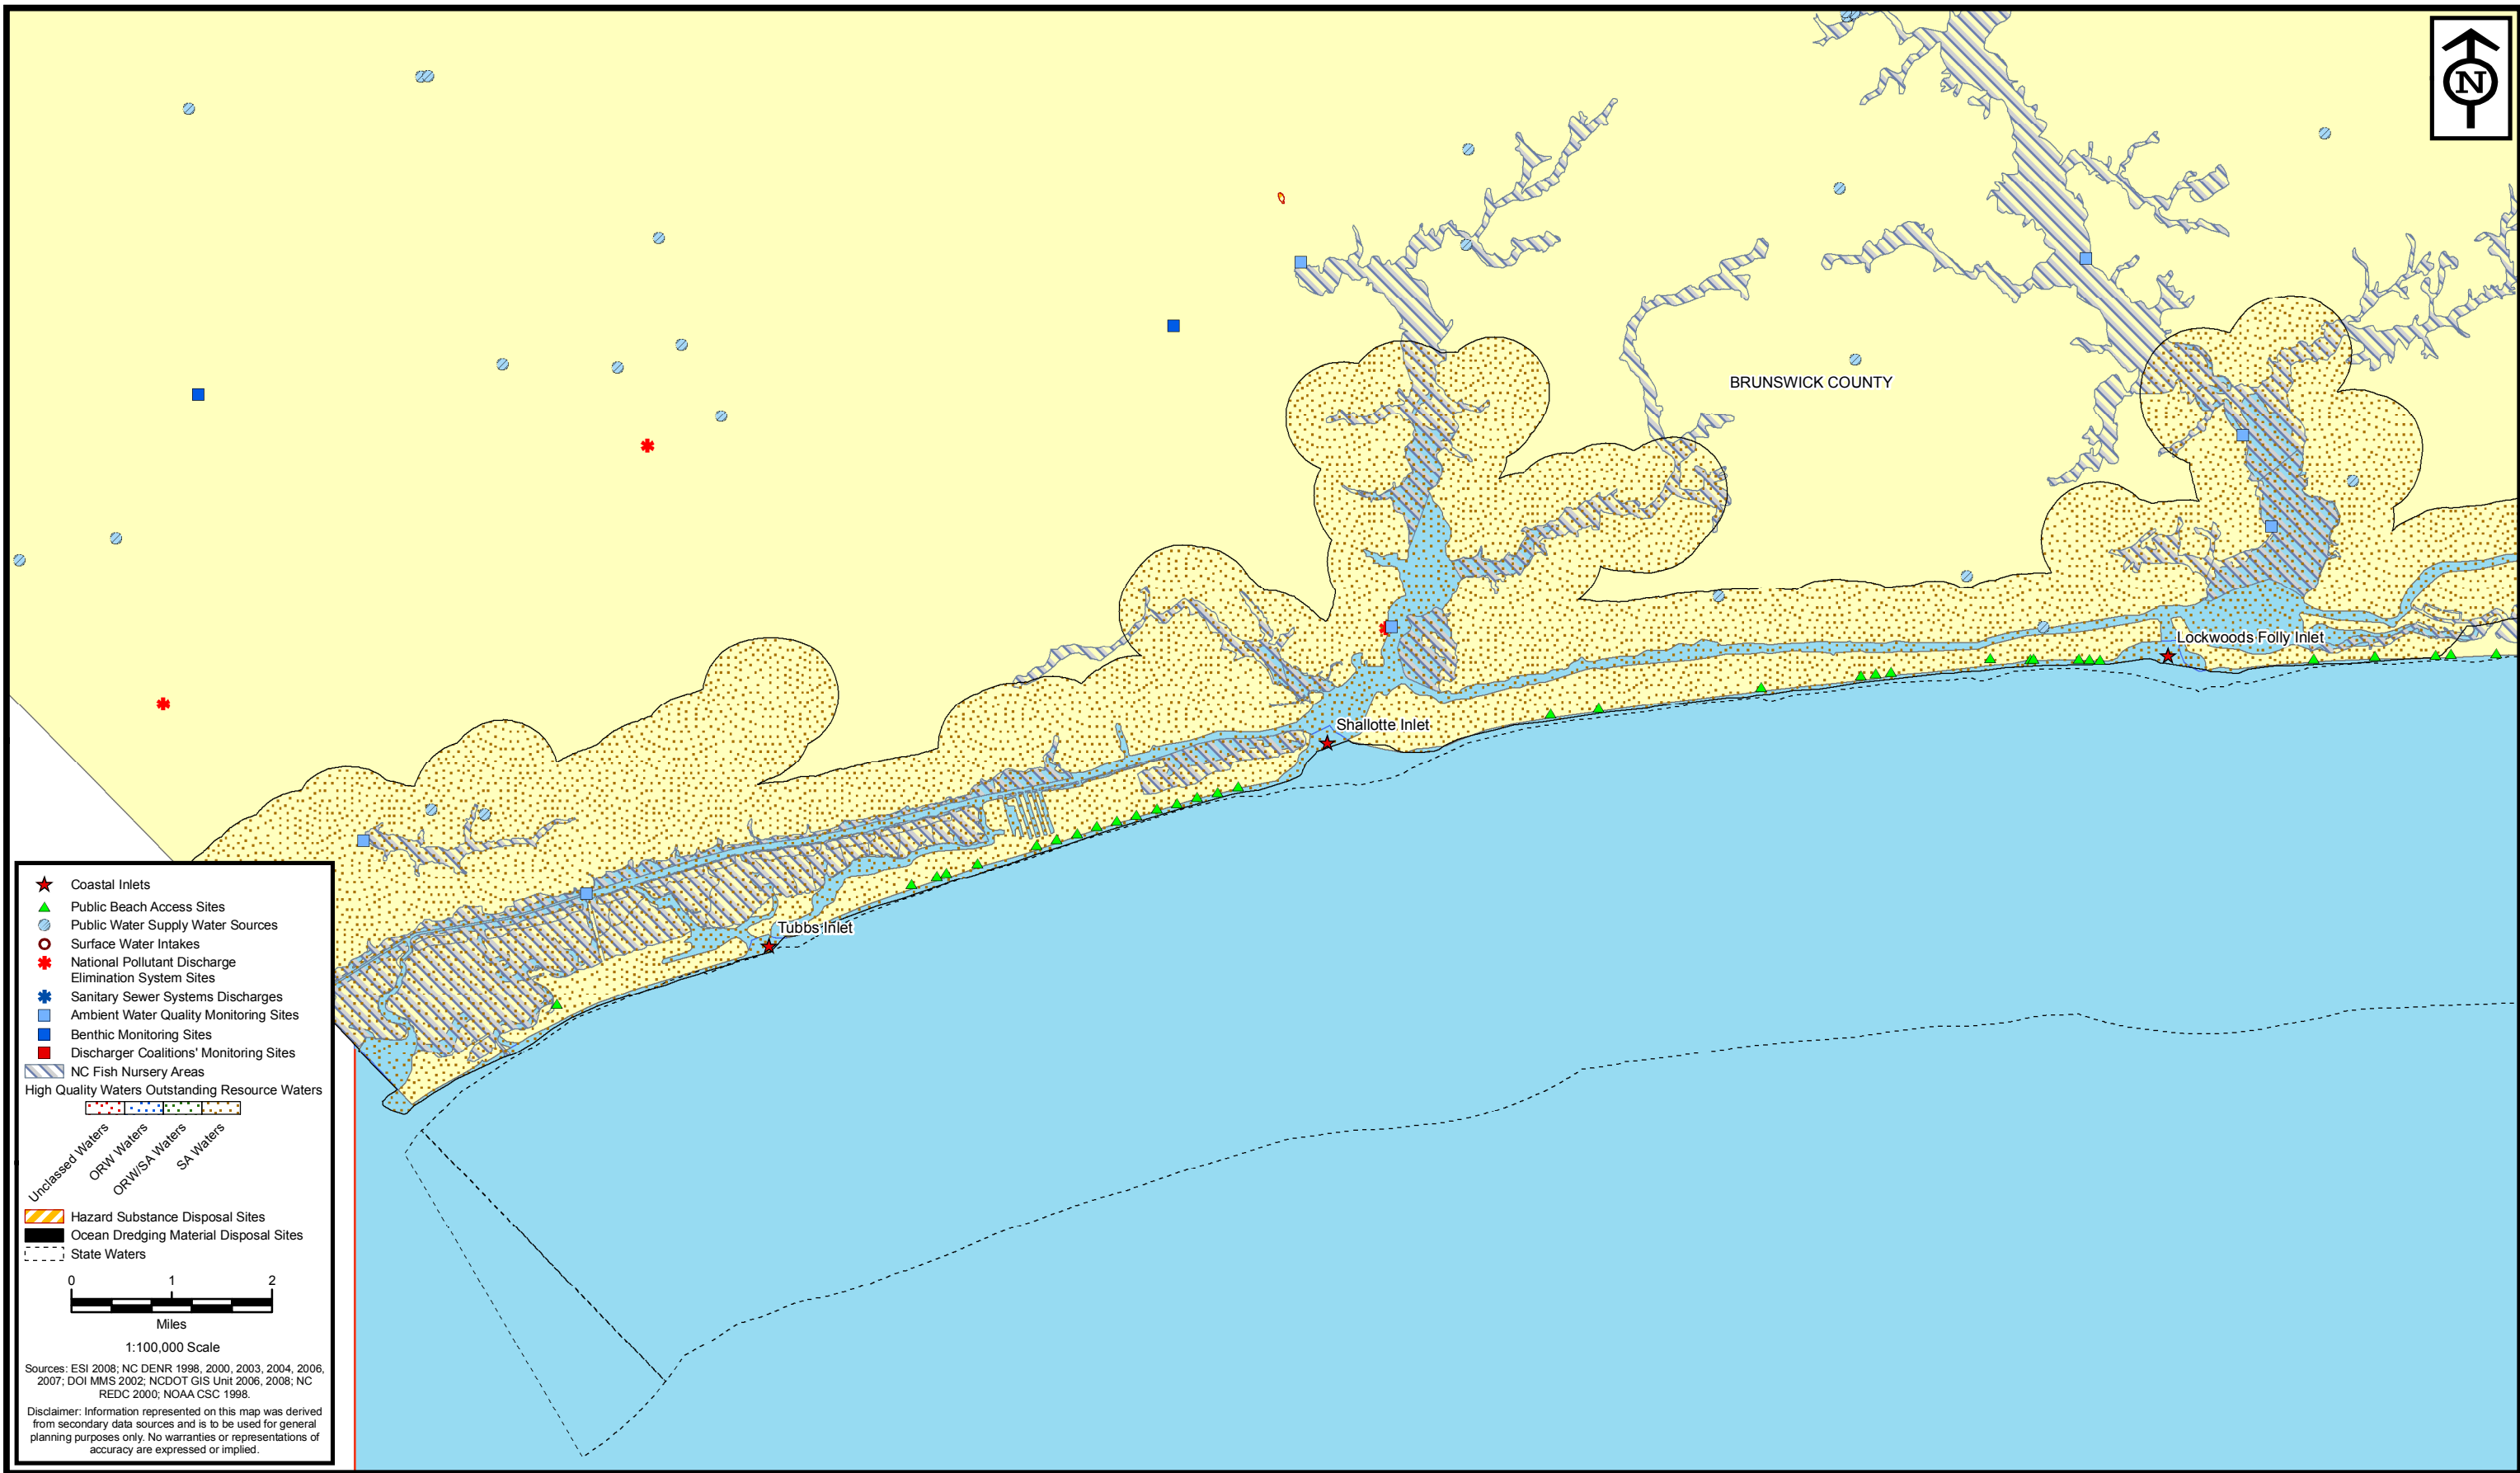 N
BRUNSWICK COUNTY
Lockwoods Folly Inlet
Shallotte Inlet
Tubbs Inlet
Coastal Inlets
Public Beach Access Sites
Public Water Supply Water Sources
Surface Water Intakes
National Pollutant Discharge
Elimination System Sites
Sanitary Sewer Systems Discharges
Ambient Water Quality Monitoring Sites
Benthic Monitoring Sites
Discharger Coalitions' Monitoring Sites
NC Fish Nursery Areas
High Quality Waters Outstanding Resource Waters
Unclassed Waters
ORW Waters
ORW/SA Waters
SA Waters
Hazard Substance Disposal Sites
Ocean Dredging Material Disposal Sites
State Waters
0 1 2
Miles
1:100,000 Scale
Sources: ESI 2008; NC DENR 1998, 2000, 2003, 2004, 2006,
2007; DOI MMS 2002; NCDOT GIS Unit 2006, 2008; NC
REDC 2000; NOAA CSC 1998.
Disclaimer: Information represented on this map was derived
from secondary data sources and is to be used for general
planning purposes only. No warranties or representations of
accuracy are expressed or implied.